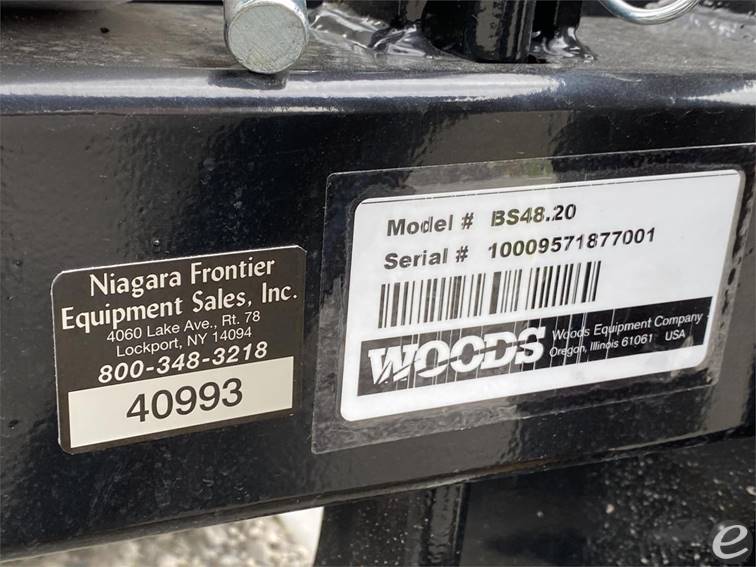 Niagara Frontier
Equipment Sales, Inc.
4060 Lake Ave., Rt. 78
Lockport, NY 14094
800-348-3218
40993
Model # BS48.20
Serial # 10009571877001
WOODS
Woods Equipment Company
Oregon, Illinois 61061 USA
e